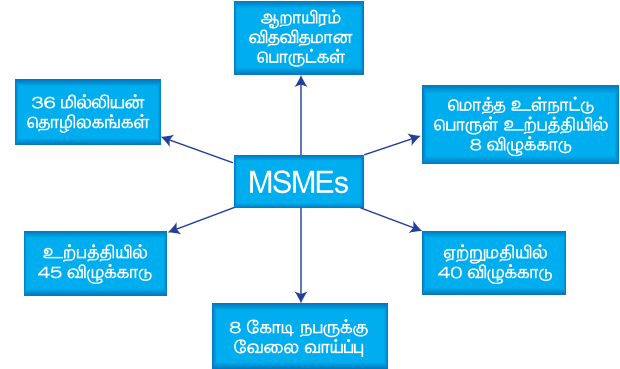 ஆறாயிரம்
விதவிதமான
பொருட்கள்
36 மில்லியன்
தொழிலகங்கள்
மொத்த உள்நாட்டு
பொருள் உற்பத்தியில்
8 விழுக்காடு
MSMEs
உற்பத்தியில்
45 விழுக்காடு
ஏற்றுமதியில்
40 விழுக்காடு
8 கோடி நபருக்கு
வேலை வாய்ப்பு